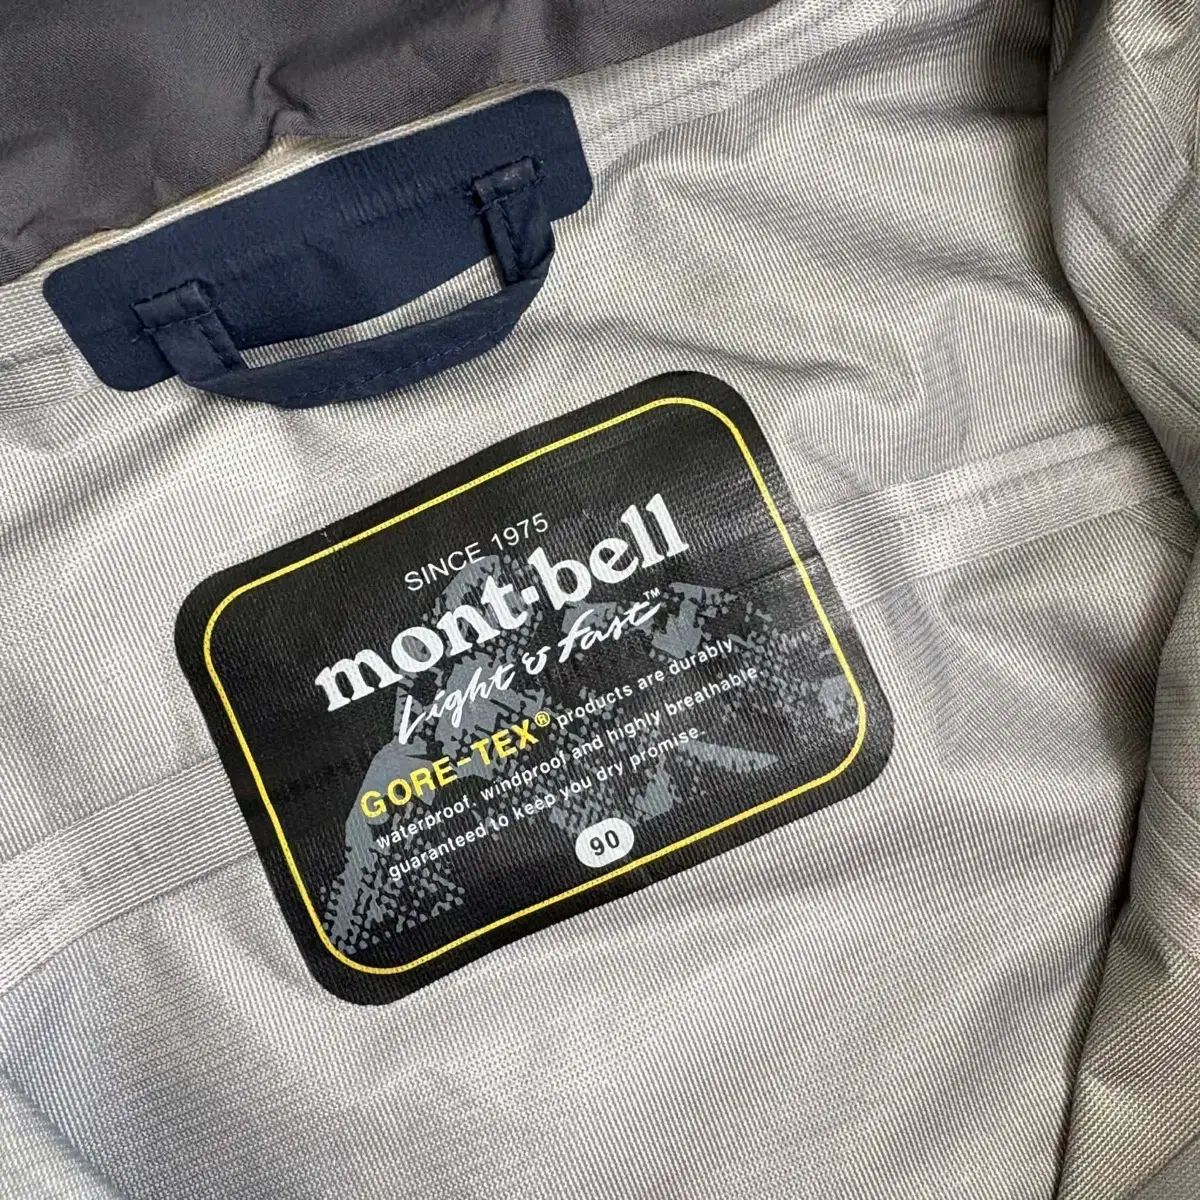 SINCE 1975
mont-bell
Light & Fast™
GORE-TEX® products are durably
waterproof, windproof and highly breathable.
guaranteed to keep you dry promise.
90